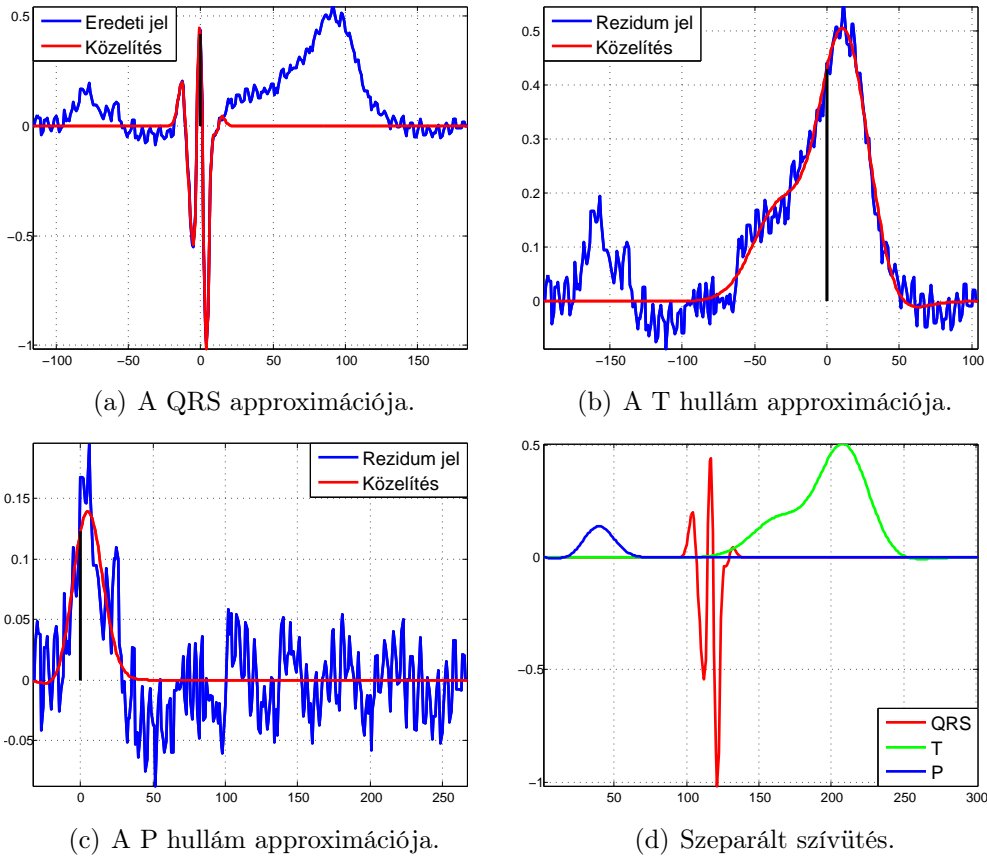 Eredeti jel
Közelítés
0.5
0
−0.5
−1
−100 −50 0 50 100 150
(a) A QRS approximációja.
Rezidum jel
Közelítés
0.5
0.4
0.3
0.2
0.1
0
−150 −100 −50 0 50 100
(b) A T hullám approximációja.
Rezidum jel
Közelítés
0.15
0.1
0.05
0
−0.05
0 50 100 150 200 250
(c) A P hullám approximációja.
0.5
0
−0.5
−1
50 100 150 200 250 300
QRS
T
P
(d) Szeparált szívütés.